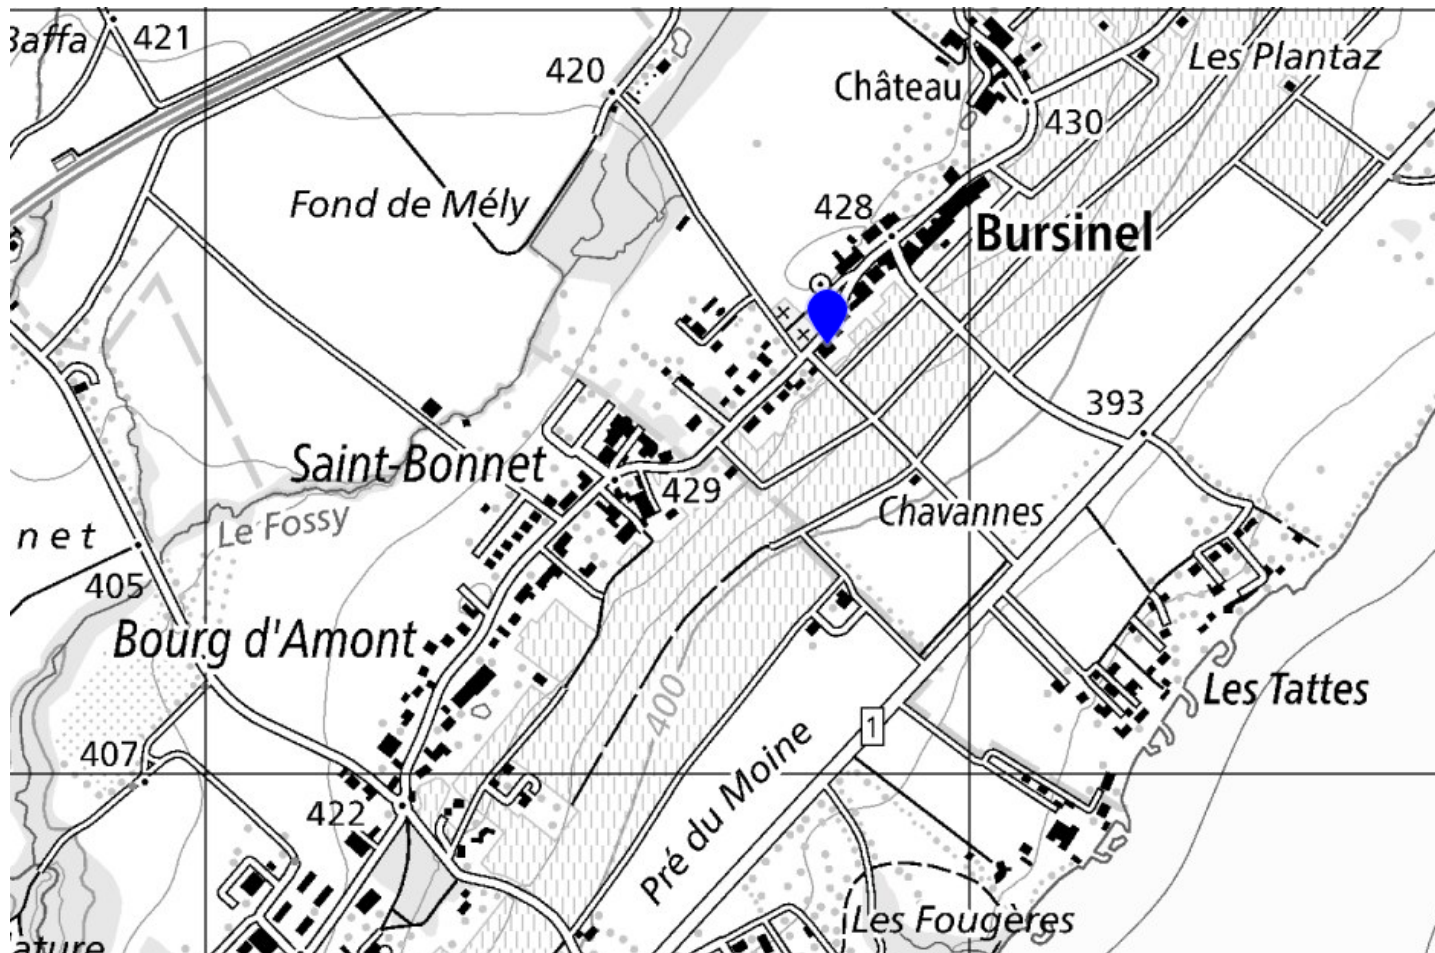 Baffa
421
420
Château
Les Plantaz
430
Fond de Mély
428
Bursinel
393
Saint-Bonnet
429
Chavannes
Le Fossy
net
405
Bourg d'Amont
400
Les Tattes
1
407
Pré du Moine
422
Les Fougères
ature